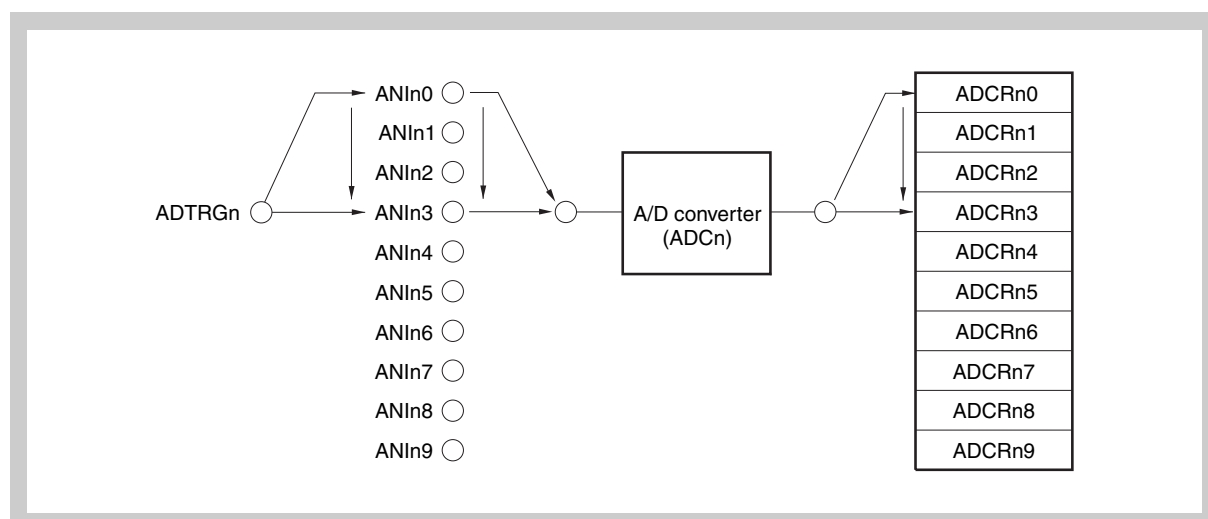 ANIn0
ANIn1
ANIn2
ADTRGn
ANIn3
ANIn4
ANIn5
ANIn6
ANIn7
ANIn8
ANIn9
A/D converter
(ADCn)
ADCRn0
ADCRn1
ADCRn2
ADCRn3
ADCRn4
ADCRn5
ADCRn6
ADCRn7
ADCRn8
ADCRn9